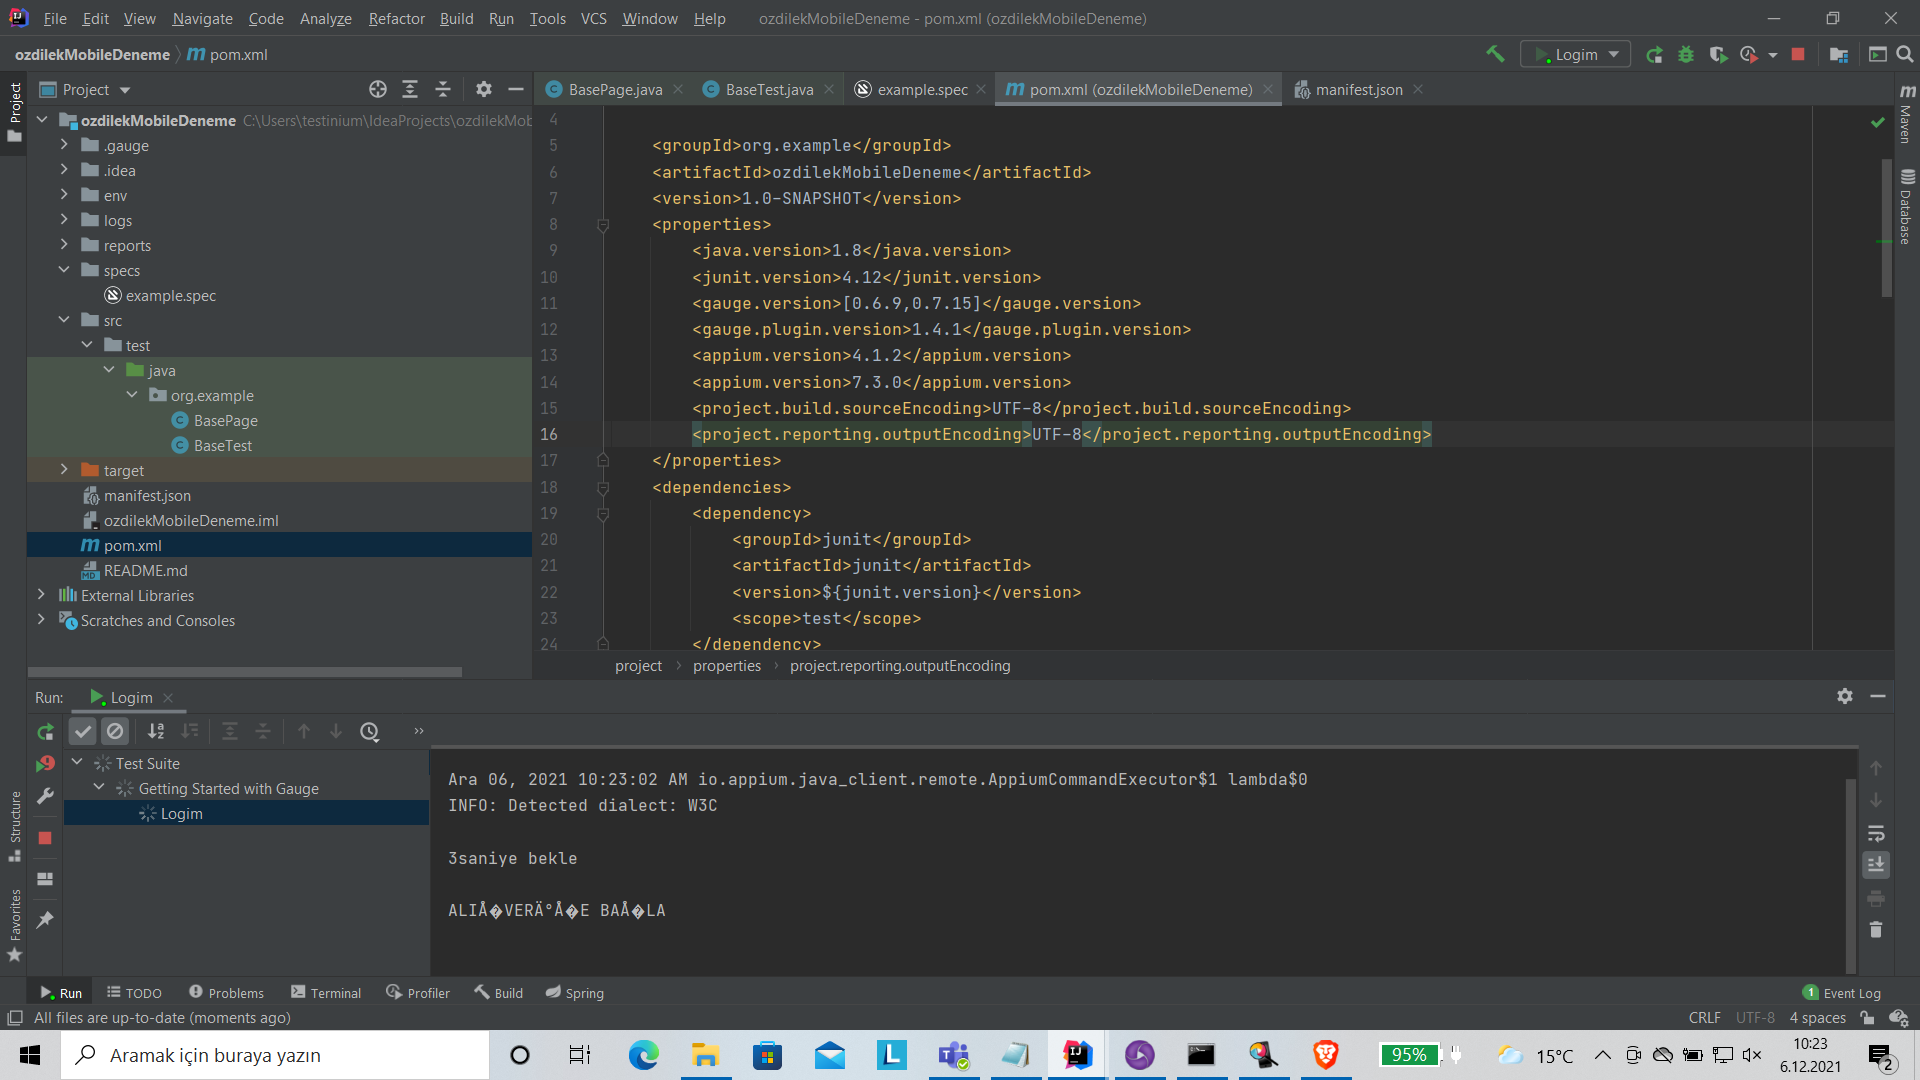 File Edit View Navigate Code Analyze Refactor Build Run Tools VCS Window Help ozdilekMobileDeneme - pom.xml (ozdilekMobileDeneme)
ozdilekMobileDeneme pom.xml
Logim
Project
BasePage.java
BaseTest.java
example.spec
pom.xml (ozdilekMobileDeneme)
manifest.json
Project
Structure
Favorites
Maven
Database
ozdilekMobileDeneme C:\Users\testinium\IdeaProjects\ozdilekMob
.gauge
.idea
env
logs
reports
specs
example.spec
src
test
java
org.example
BasePage
BaseTest
target
manifest.json
ozdilekMobileDeneme.iml
pom.xml
README.md
External Libraries
Scratches and Consoles
4
5 <groupId>org.example</groupId>
6 <artifactId>ozdilekMobileDeneme</artifactId>
7 <version>1.0-SNAPSHOT</version>
8 <properties>
9 <java.version>1.8</java.version>
10 <junit.version>4.12</junit.version>
11 <gauge.version>[0.6.9,0.7.15]</gauge.version>
12 <gauge.plugin.version>1.4.1</gauge.plugin.version>
13 <appium.version>4.1.2</appium.version>
14 <appium.version>7.3.0</appium.version>
15 <project.build.sourceEncoding>UTF-8</project.build.sourceEncoding>
16 <project.reporting.outputEncoding>UTF-8</project.reporting.outputEncoding>
17 </properties>
18 <dependencies>
19 <dependency>
20 <groupId>junit</groupId>
21 <artifactId>junit</artifactId>
22 <version>${junit.version}</version>
23 <scope>test</scope>
24 </dependency>
project › properties › project.reporting.outputEncoding
Run: Logim
Test Suite
Getting Started with Gauge
Logim
Ara 06, 2021 10:23:02 AM io.appium.java_client.remote.AppiumCommandExecutor$1 lambda$0
INFO: Detected dialect: W3C
3saniye bekle
ALIÅ�VERÄ°Å�E BAÅ�LA
Run TODO Problems Terminal Profiler Build Spring
1 Event Log
All files are up-to-date (moments ago)
CRLF UTF-8 4 spaces
Aramak için buraya yazın
95%
15°C
10:23
6.12.2021
2